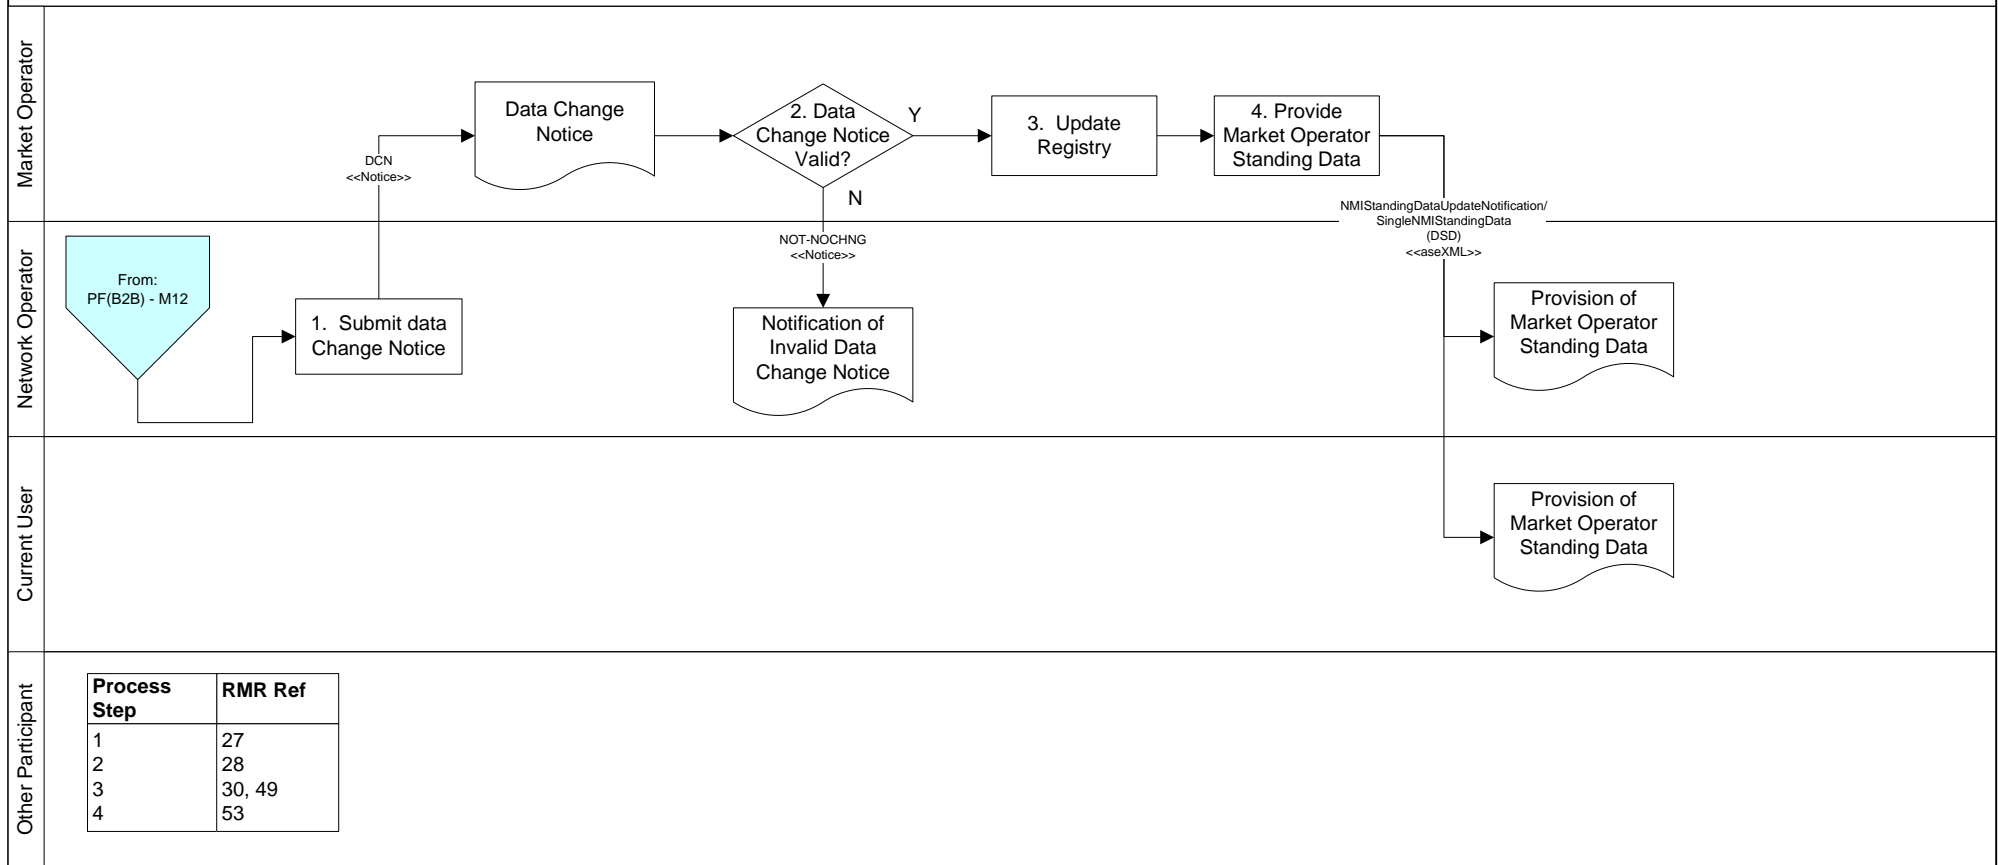 Market Operator
Data Change
Notice
2. Data
Change Notice
Valid?
Y
N
3. Update
Registry
4. Provide
Market Operator
Standing Data
DCN
<<Notice>>
NMIStandingDataUpdateNotification/
SingleNMIStandingData
(DSD)
<<aseXML>>
Network Operator
From:
PF(B2B) - M12
1. Submit data
Change Notice
NOT-NOCHNG
<<Notice>>
Notification of
Invalid Data
Change Notice
Provision of
Market Operator
Standing Data
Current User
Provision of
Market Operator
Standing Data
Other Participant
Process Step RMR Ref
1 27
2 28
3 30, 49
4 53